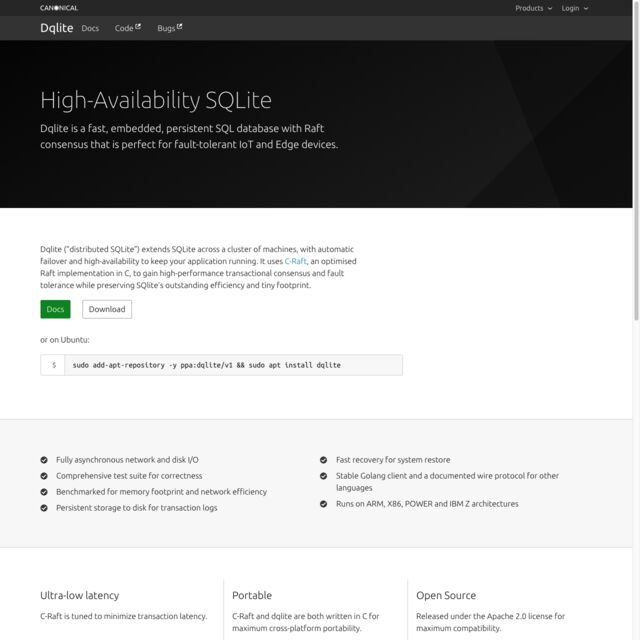 CANONICAL
Products
Login
Dqlite
Docs
Code
Bugs
High-Availability SQLite
Dqlite is a fast, embedded, persistent SQL database with Raft
consensus that is perfect for fault-tolerant IoT and Edge devices.
Dqlite ("distributed SQLite") extends SQLite across a cluster of machines, with automatic
failover and high-availability to keep your application running. It uses C-Raft, an optimised
Raft implementation in C, to gain high-performance transactional consensus and fault
tolerance while preserving SQlite's outstanding efficiency and tiny footprint.
Docs
Download
or on Ubuntu:
$ sudo add-apt-repository -y ppa:dqlite/v1 && sudo apt install dqlite
Fully asynchronous network and disk I/O
Comprehensive test suite for correctness
Benchmarked for memory footprint and network efficiency
Persistent storage to disk for transaction logs
Fast recovery for system restore
Stable Golang client and a documented wire protocol for other
languages
Runs on ARM, X86, POWER and IBM Z architectures
Ultra-low latency
C-Raft is tuned to minimize transaction latency.
Portable
C-Raft and dqlite are both written in C for
maximum cross-platform portability.
Open Source
Released under the Apache 2.0 license for
maximum compatibility.